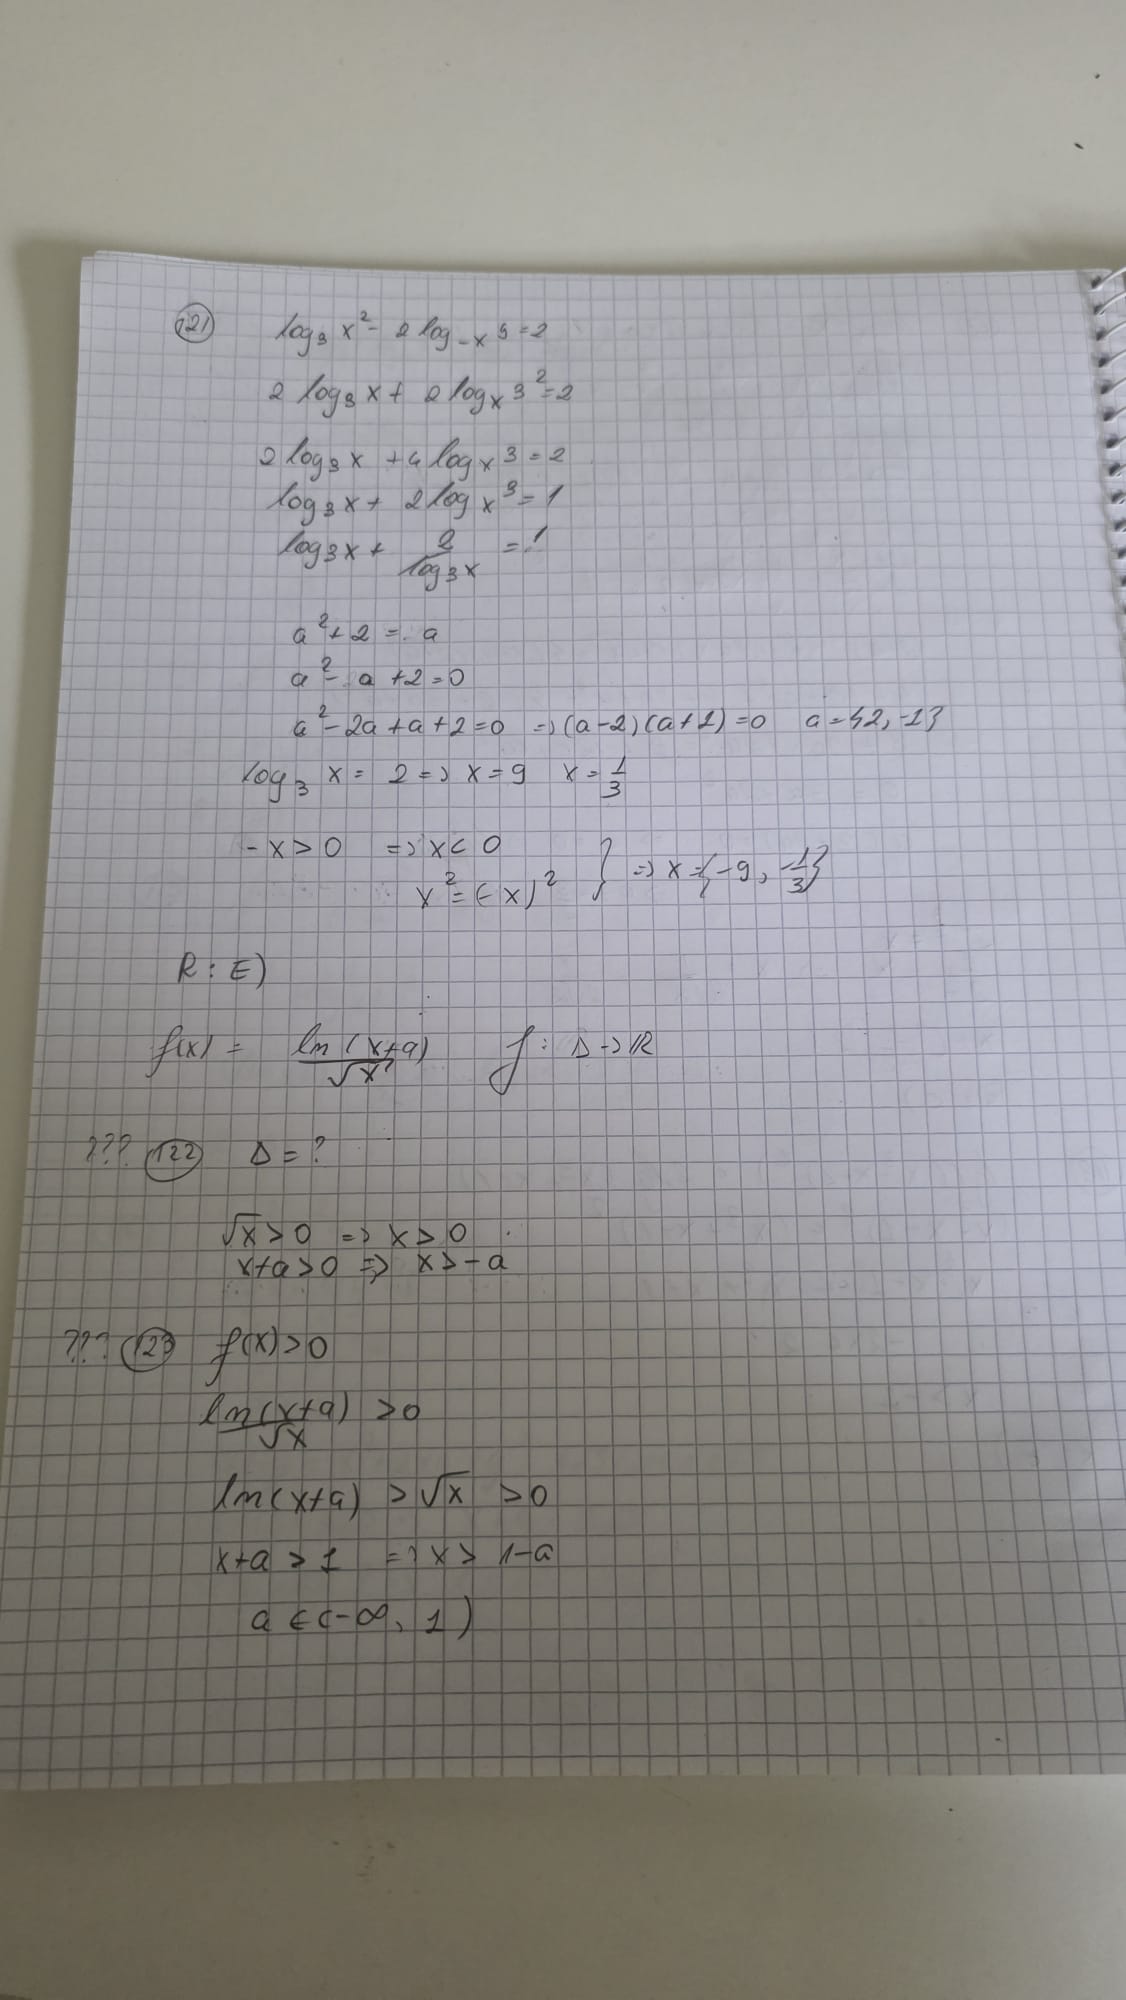 121 log₃ x² - 2 log₋ₓ 9 = 2
2 log₃ x + 2 logₓ 3² = 2
2 log₃ x + 4 logₓ 3 = 2
log₃ x + 2 logₓ 3 = 1
log₃ x + 2/log₃ x = 1
a² + 2 = a
a² - a + 2 = 0
a² - 2a + a + 2 = 0 => (a-2)(a+1) = 0 a = {2, -1}
log₃ x = 2 => x = 9 x = 1/3
-x > 0 => x < 0
x² = (-x)² } => x = {-9, -1/3}
R: E)
f(x) = ln(x+a)/√x f: D -> ℝ
??? 122 D = ?
√x > 0 => x > 0
x+a > 0 => x > -a
??? 123 f(x) > 0
ln(x+a)/√x > 0
ln(x+a) > √x > 0
x+a > 1 => x > 1-a
a ∈ (-∞, 1)